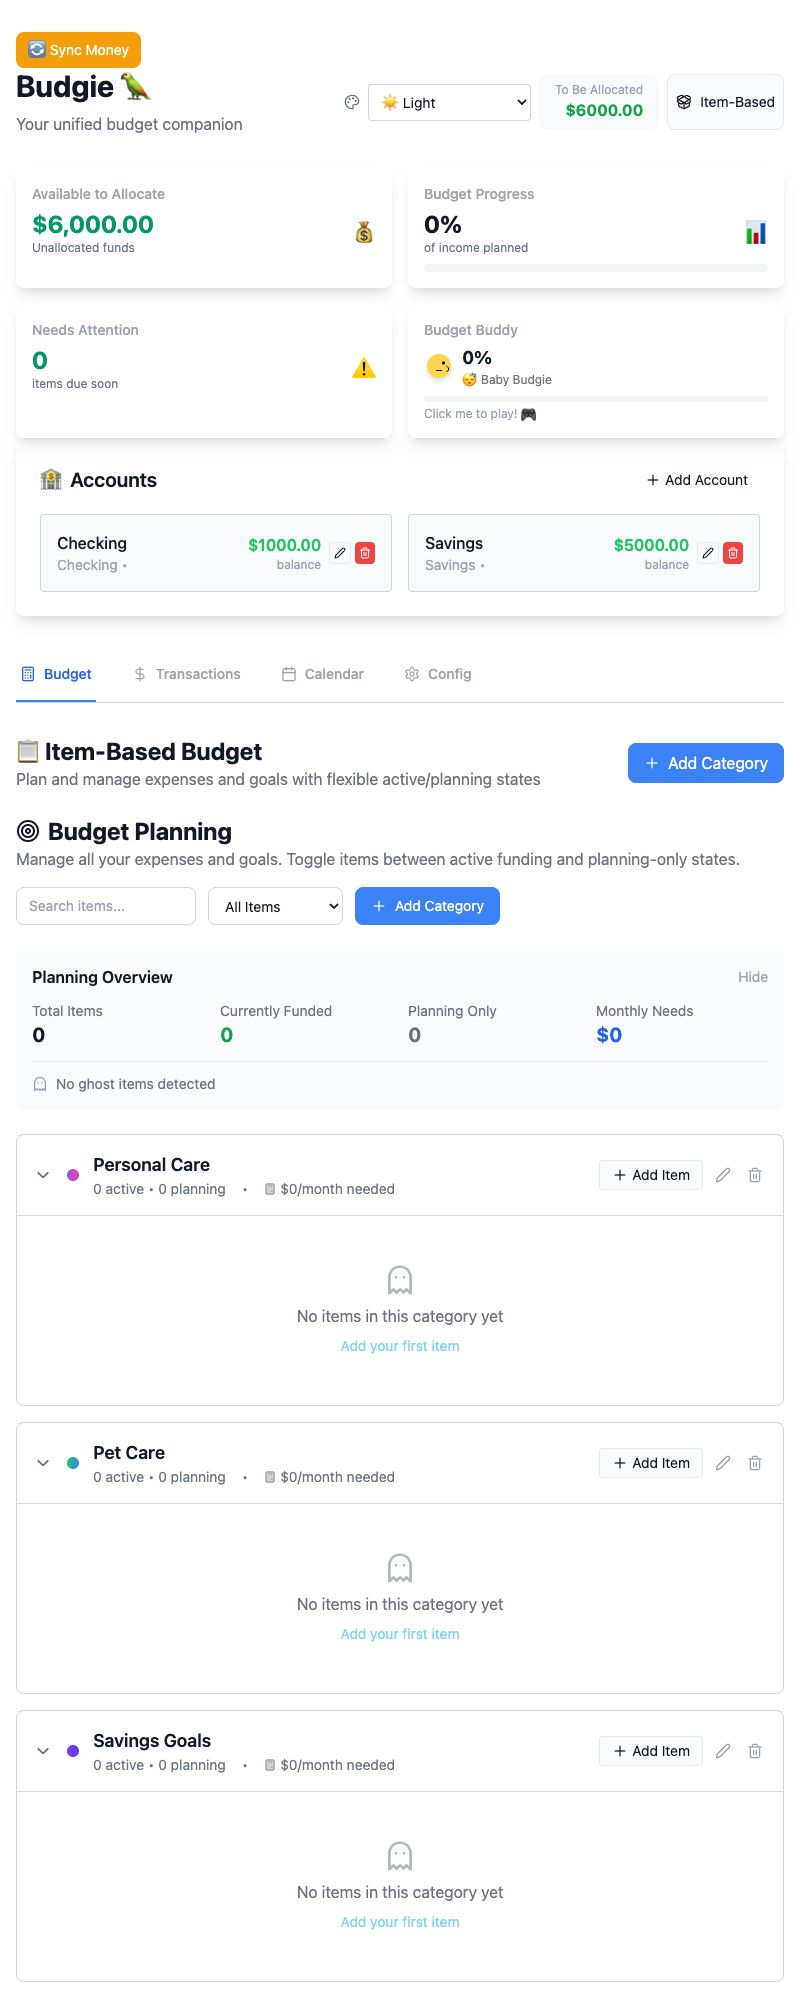 Sync Money
Budgie
Your unified budget companion
Light
To Be Allocated
$6000.00
Item-Based
Available to Allocate
$6,000.00
Unallocated funds
Budget Progress
0%
of income planned
Needs Attention
0
items due soon
Budget Buddy
0%
😴 Baby Budgie
Click me to play! 🎮
Accounts
+ Add Account
Checking
Checking •
$1000.00
balance
Savings
Savings •
$5000.00
balance
Budget
Transactions
Calendar
Config
Item-Based Budget
Plan and manage expenses and goals with flexible active/planning states
+ Add Category
Budget Planning
Manage all your expenses and goals. Toggle items between active funding and planning-only states.
Search items...
All Items
+ Add Category
Planning Overview
Hide
Total Items
0
Currently Funded
0
Planning Only
0
Monthly Needs
$0
No ghost items detected
Personal Care
0 active • 0 planning • $0/month needed
+ Add Item
No items in this category yet
Add your first item
Pet Care
0 active • 0 planning • $0/month needed
+ Add Item
No items in this category yet
Add your first item
Savings Goals
0 active • 0 planning • $0/month needed
+ Add Item
No items in this category yet
Add your first item